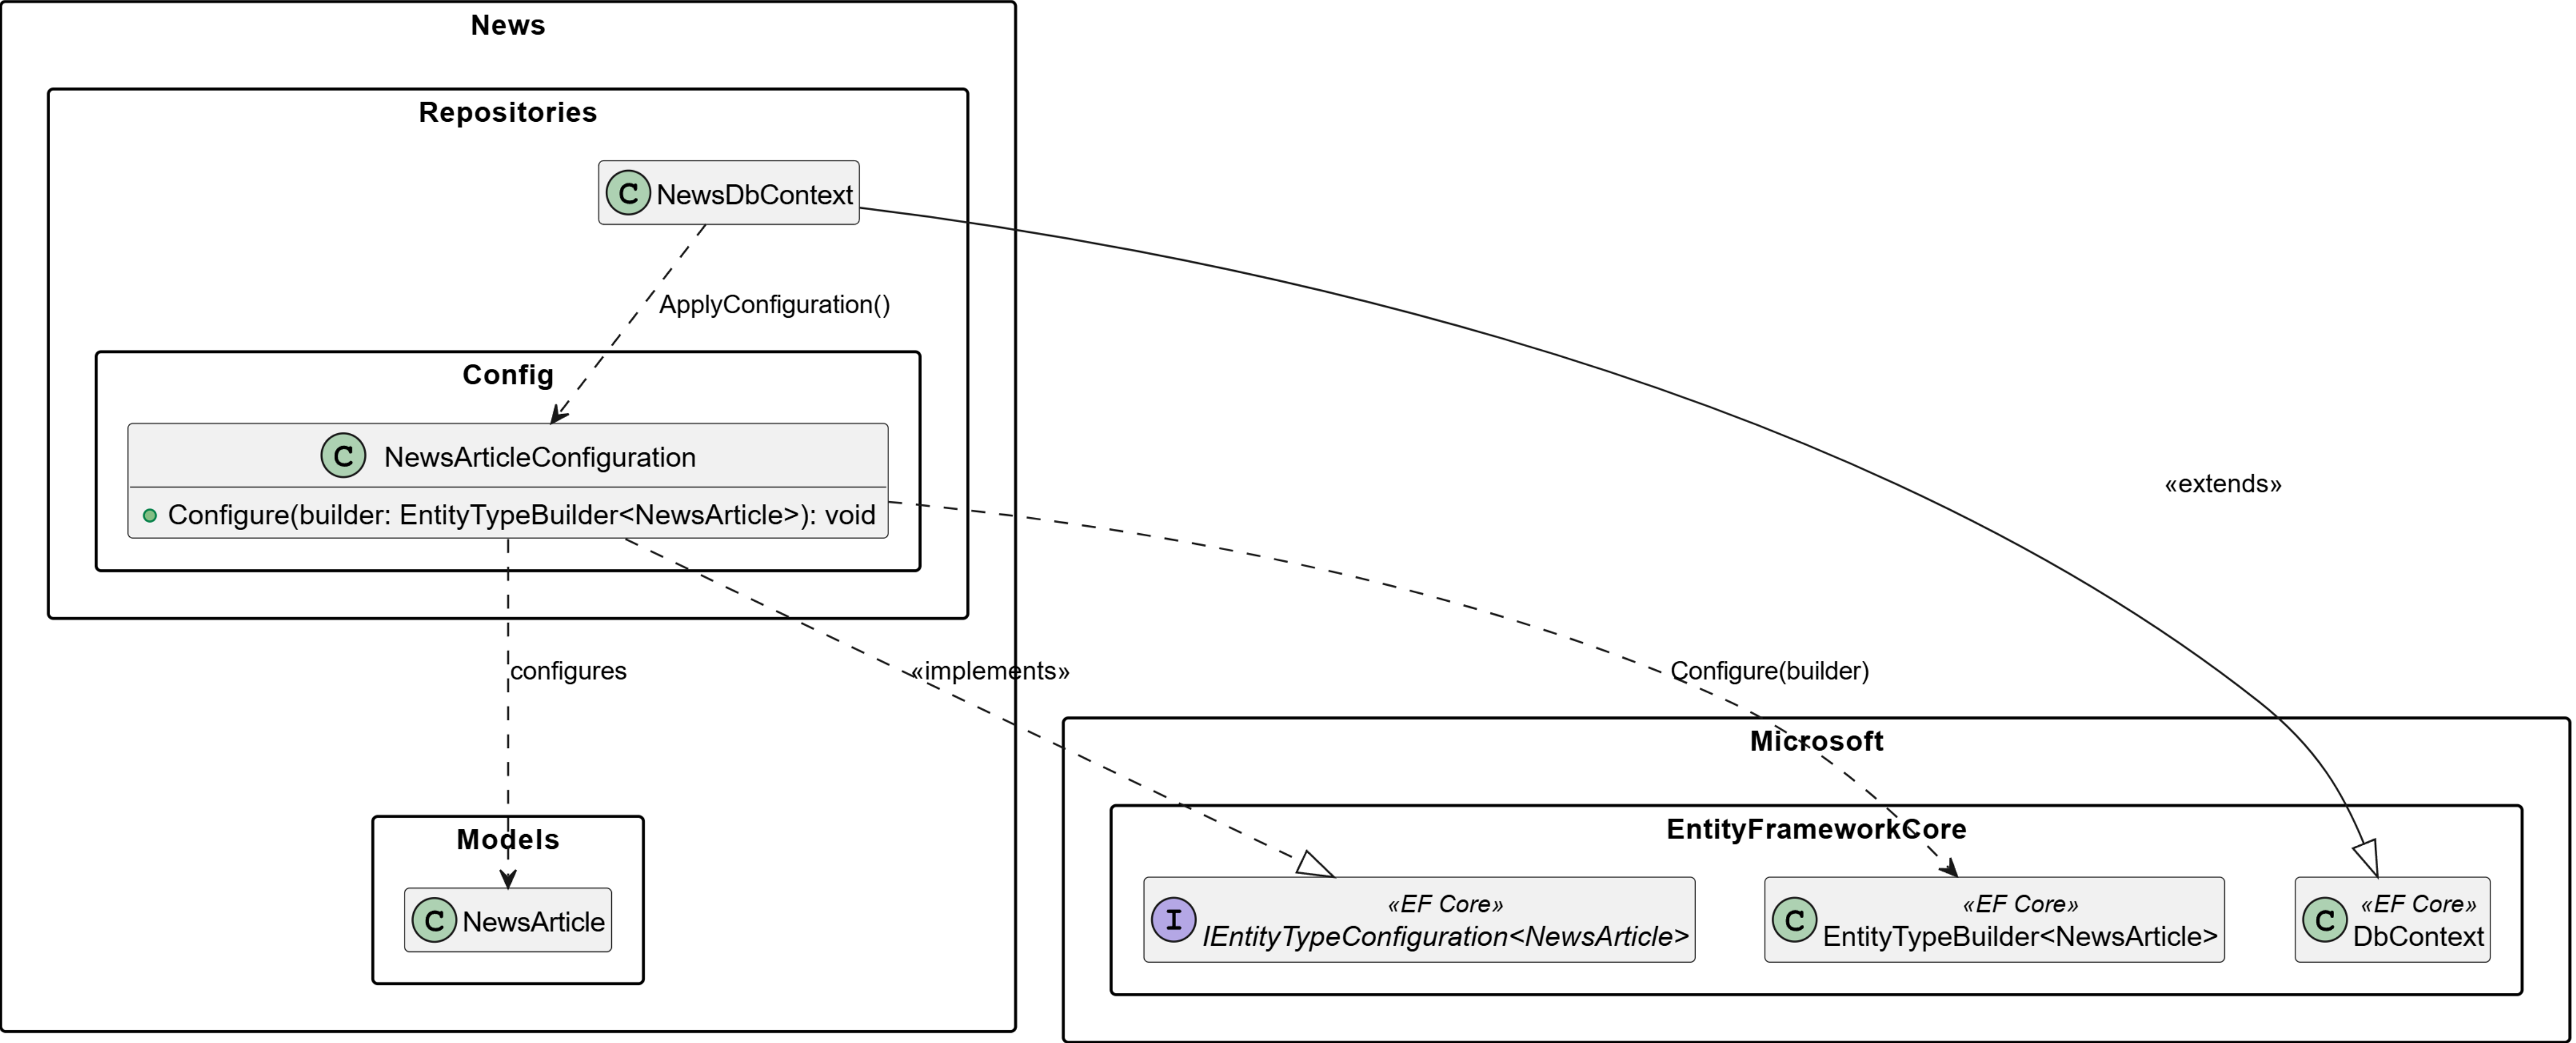 News
Repositories
C NewsDbContext
ApplyConfiguration()
Config
C NewsArticleConfiguration
Configure(builder: EntityTypeBuilder<NewsArticle>): void
«extends»
configures
«implements»
Configure(builder)
Microsoft
Models
EntityFrameworkCore
C NewsArticle
«EF Core»
I IEntityTypeConfiguration<NewsArticle>
«EF Core»
C EntityTypeBuilder<NewsArticle>
«EF Core»
C DbContext